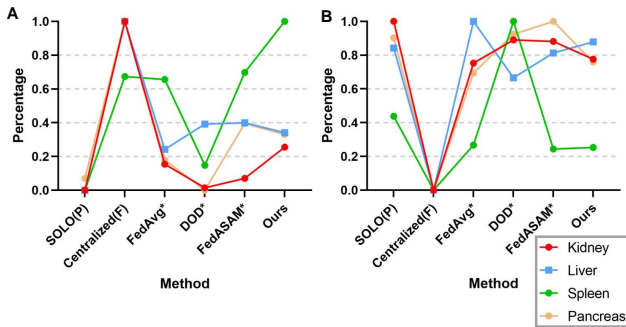 A
Percentage
1.0
0.8
0.6
0.4
0.2
0.0
SOLO(P)
Centralized(F)
FedAvg*
DOD*
FedASAM*
Ours
Method
B
Percentage
1.0
0.8
0.6
0.4
0.2
0.0
SOLO(P)
Centralized(F)
FedAvg*
DOD*
FedASAM*
Ours
Method
Kidney
Liver
Spleen
Pancreas